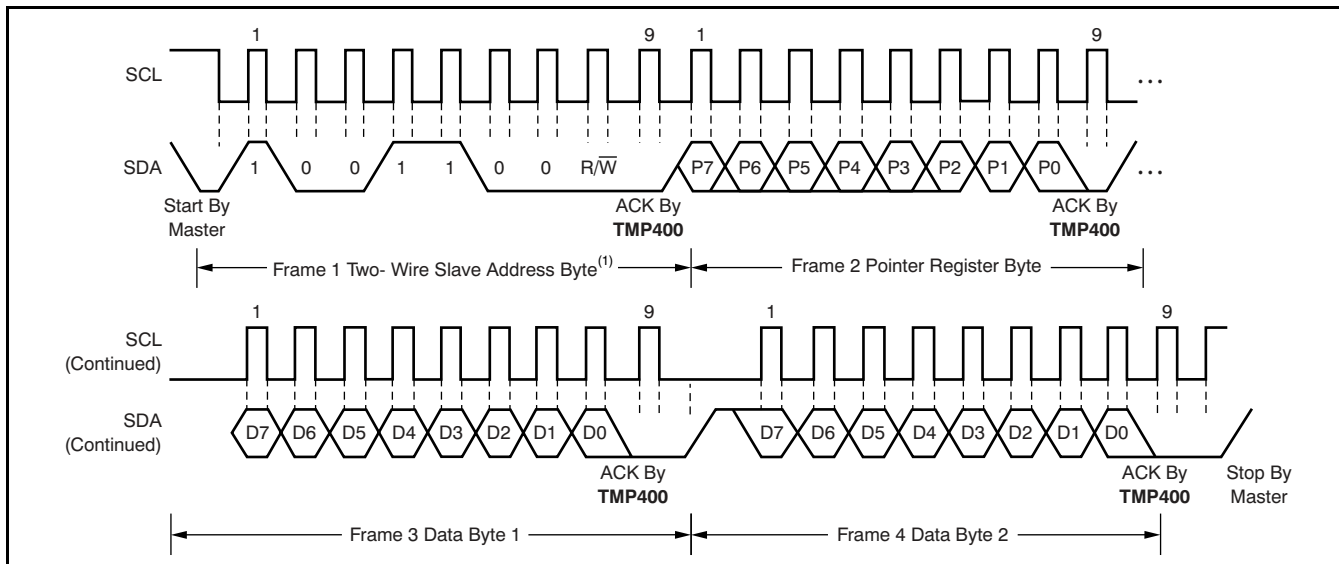 1 9 1 9
SCL ...
SDA 1 0 0 1 1 0 0 R/W̅ P7 P6 P5 P4 P3 P2 P1 P0 ...
Start By
Master
ACK By
TMP400
ACK By
TMP400
Frame 1 Two- Wire Slave Address Byte(1)
Frame 2 Pointer Register Byte
1 9 1 9
SCL
(Continued)
SDA
(Continued)
D7 D6 D5 D4 D3 D2 D1 D0 D7 D6 D5 D4 D3 D2 D1 D0
ACK By
TMP400
ACK By
TMP400
Stop By
Master
Frame 3 Data Byte 1
Frame 4 Data Byte 2